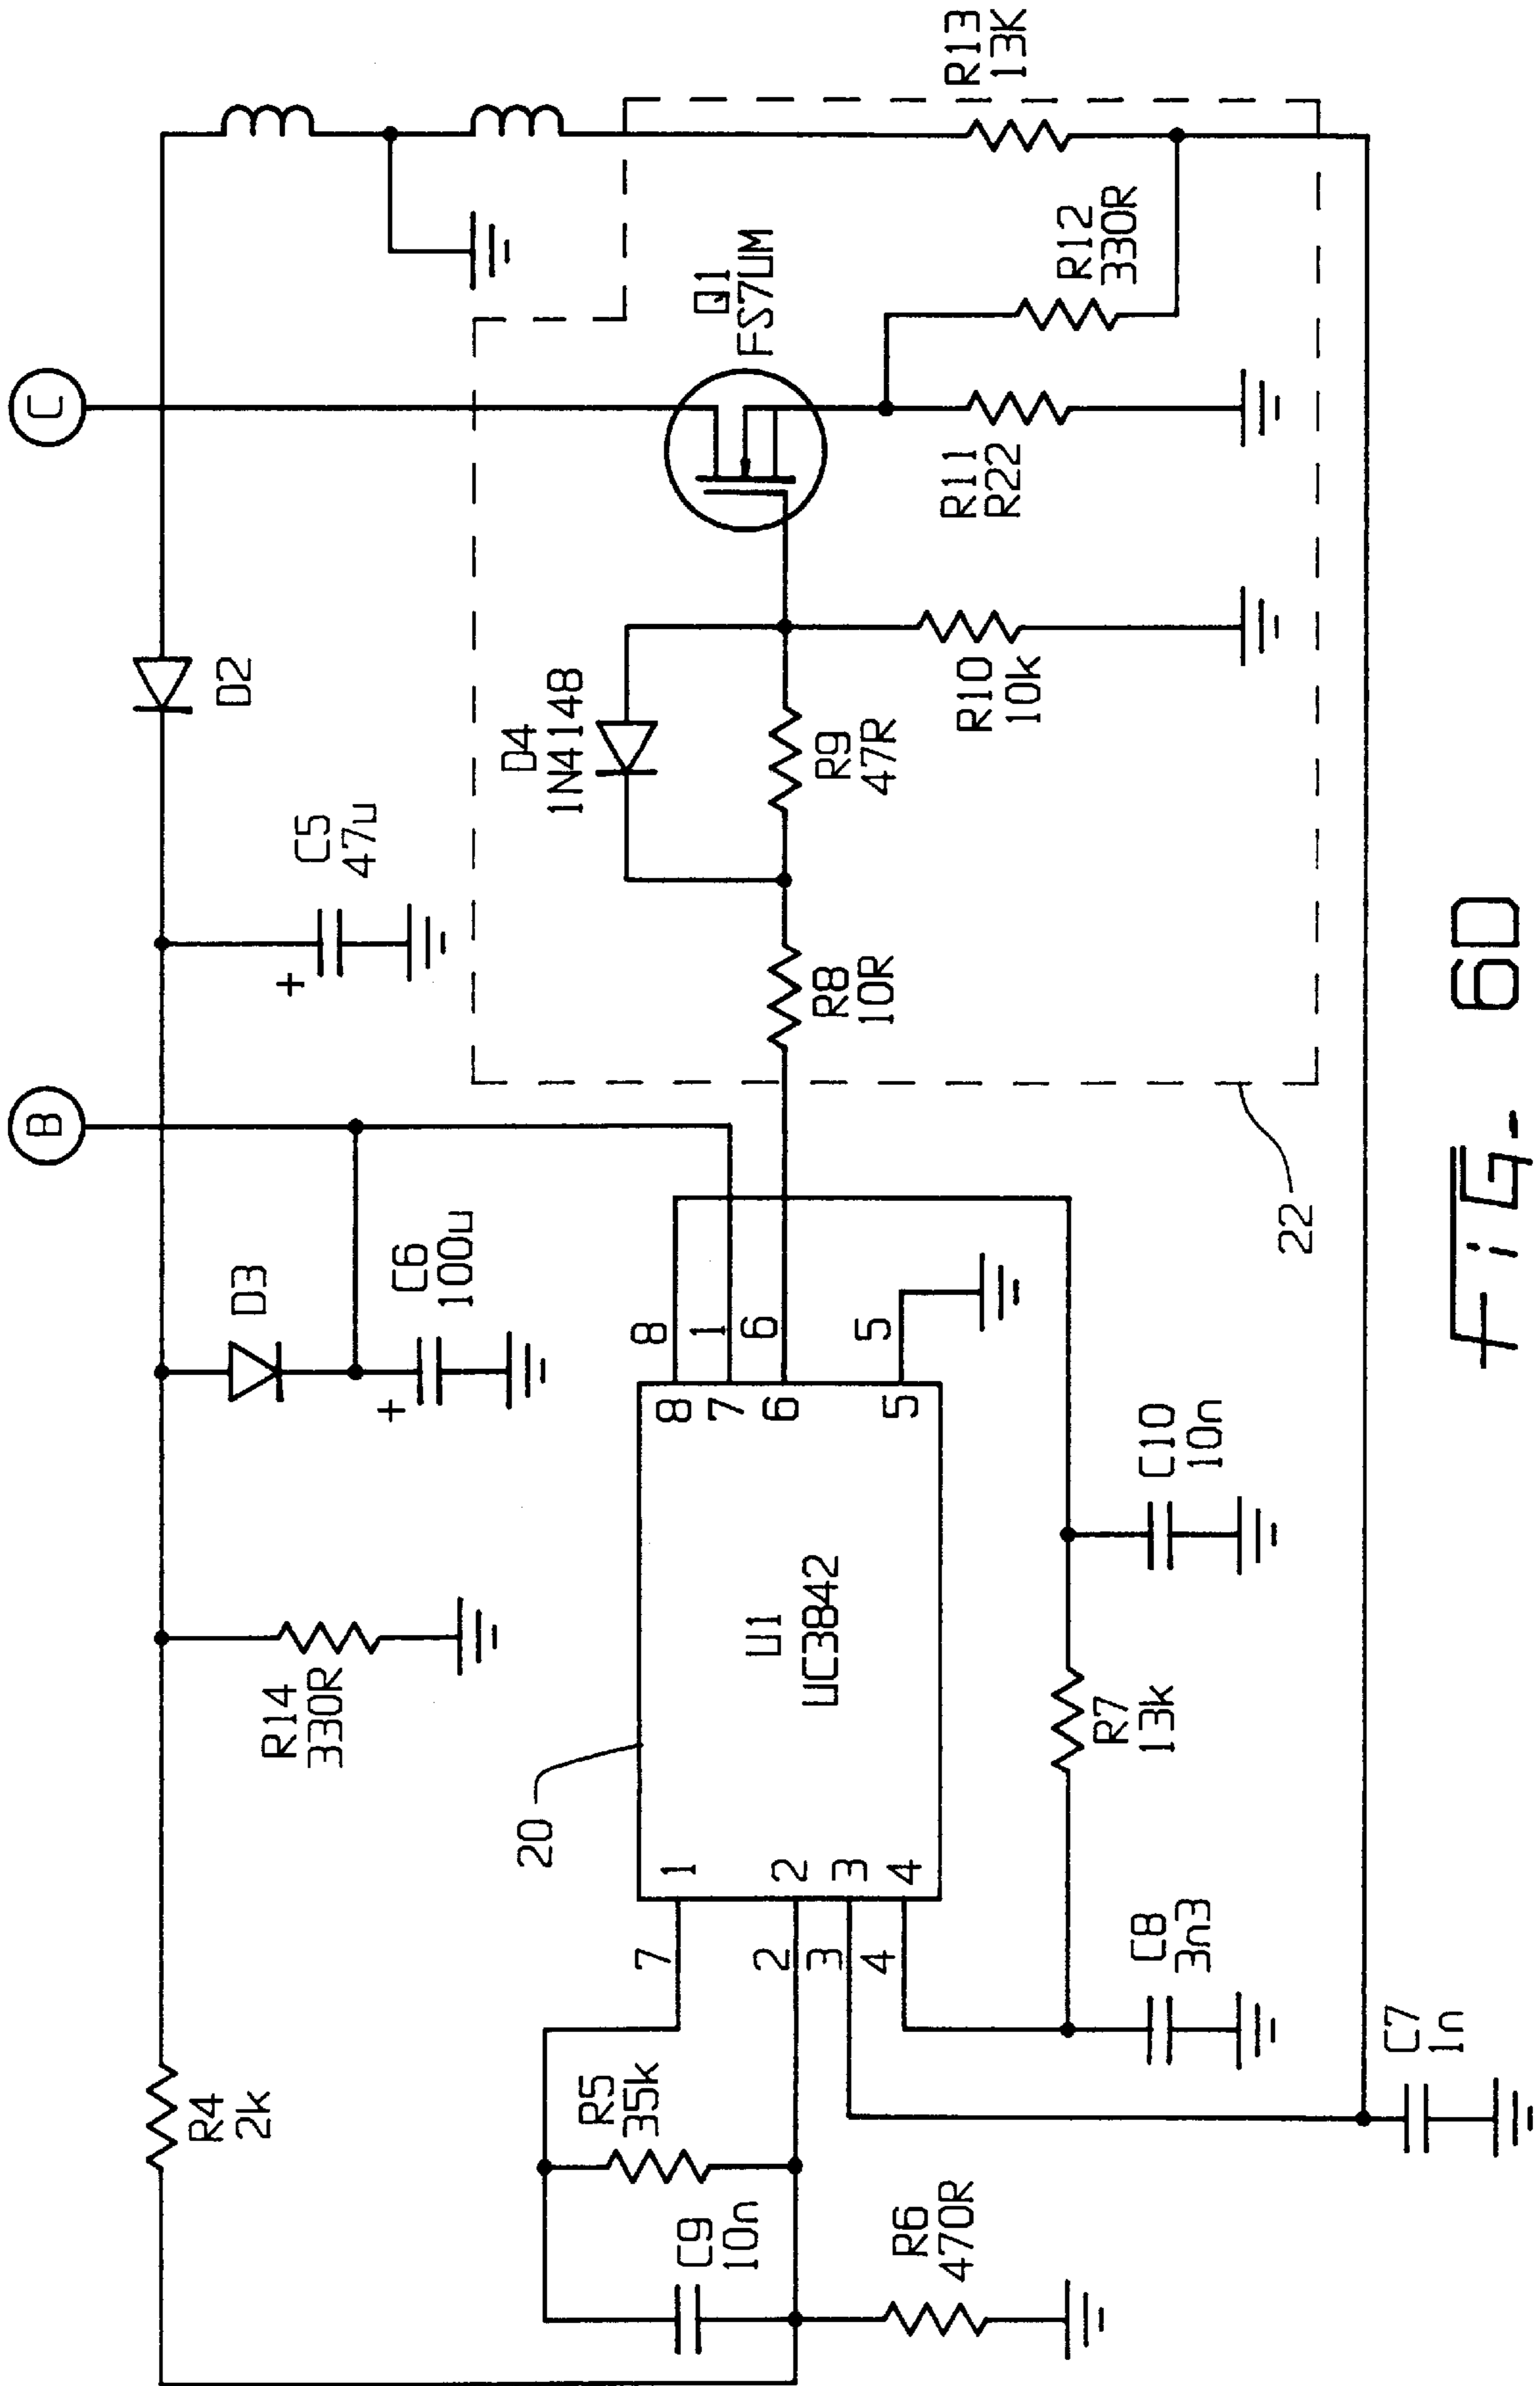 C
B
R13
13K
R12
330R
Q1
FS7UM
R11
R22
D2
D4
1N4148
R9
47R
R10
10k
C5
47u
R8
10R
22
D3
C6
100u
8
1
6
5
8
7
6
5
C10
10n
U1
UC3842
R14
330R
R7
13k
20
1
2
3
4
7
2
3
4
C8
3n3
R4
2k
R5
35k
C7
1n
C9
10n
R6
470R
FiG. 6D